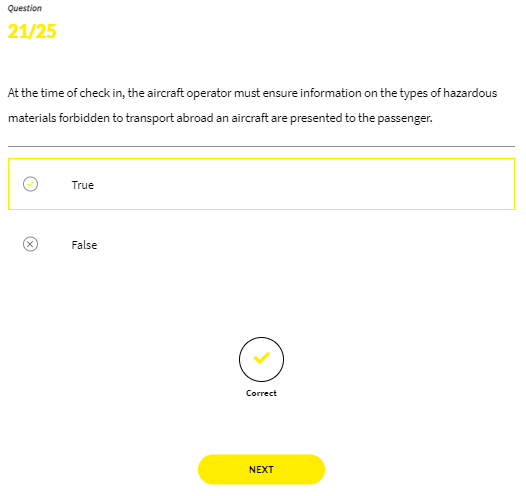 Question
21/25
At the time of check in, the aircraft operator must ensure information on the types of hazardous
materials forbidden to transport abroad an aircraft are presented to the passenger.
True
False
Correct
NEXT